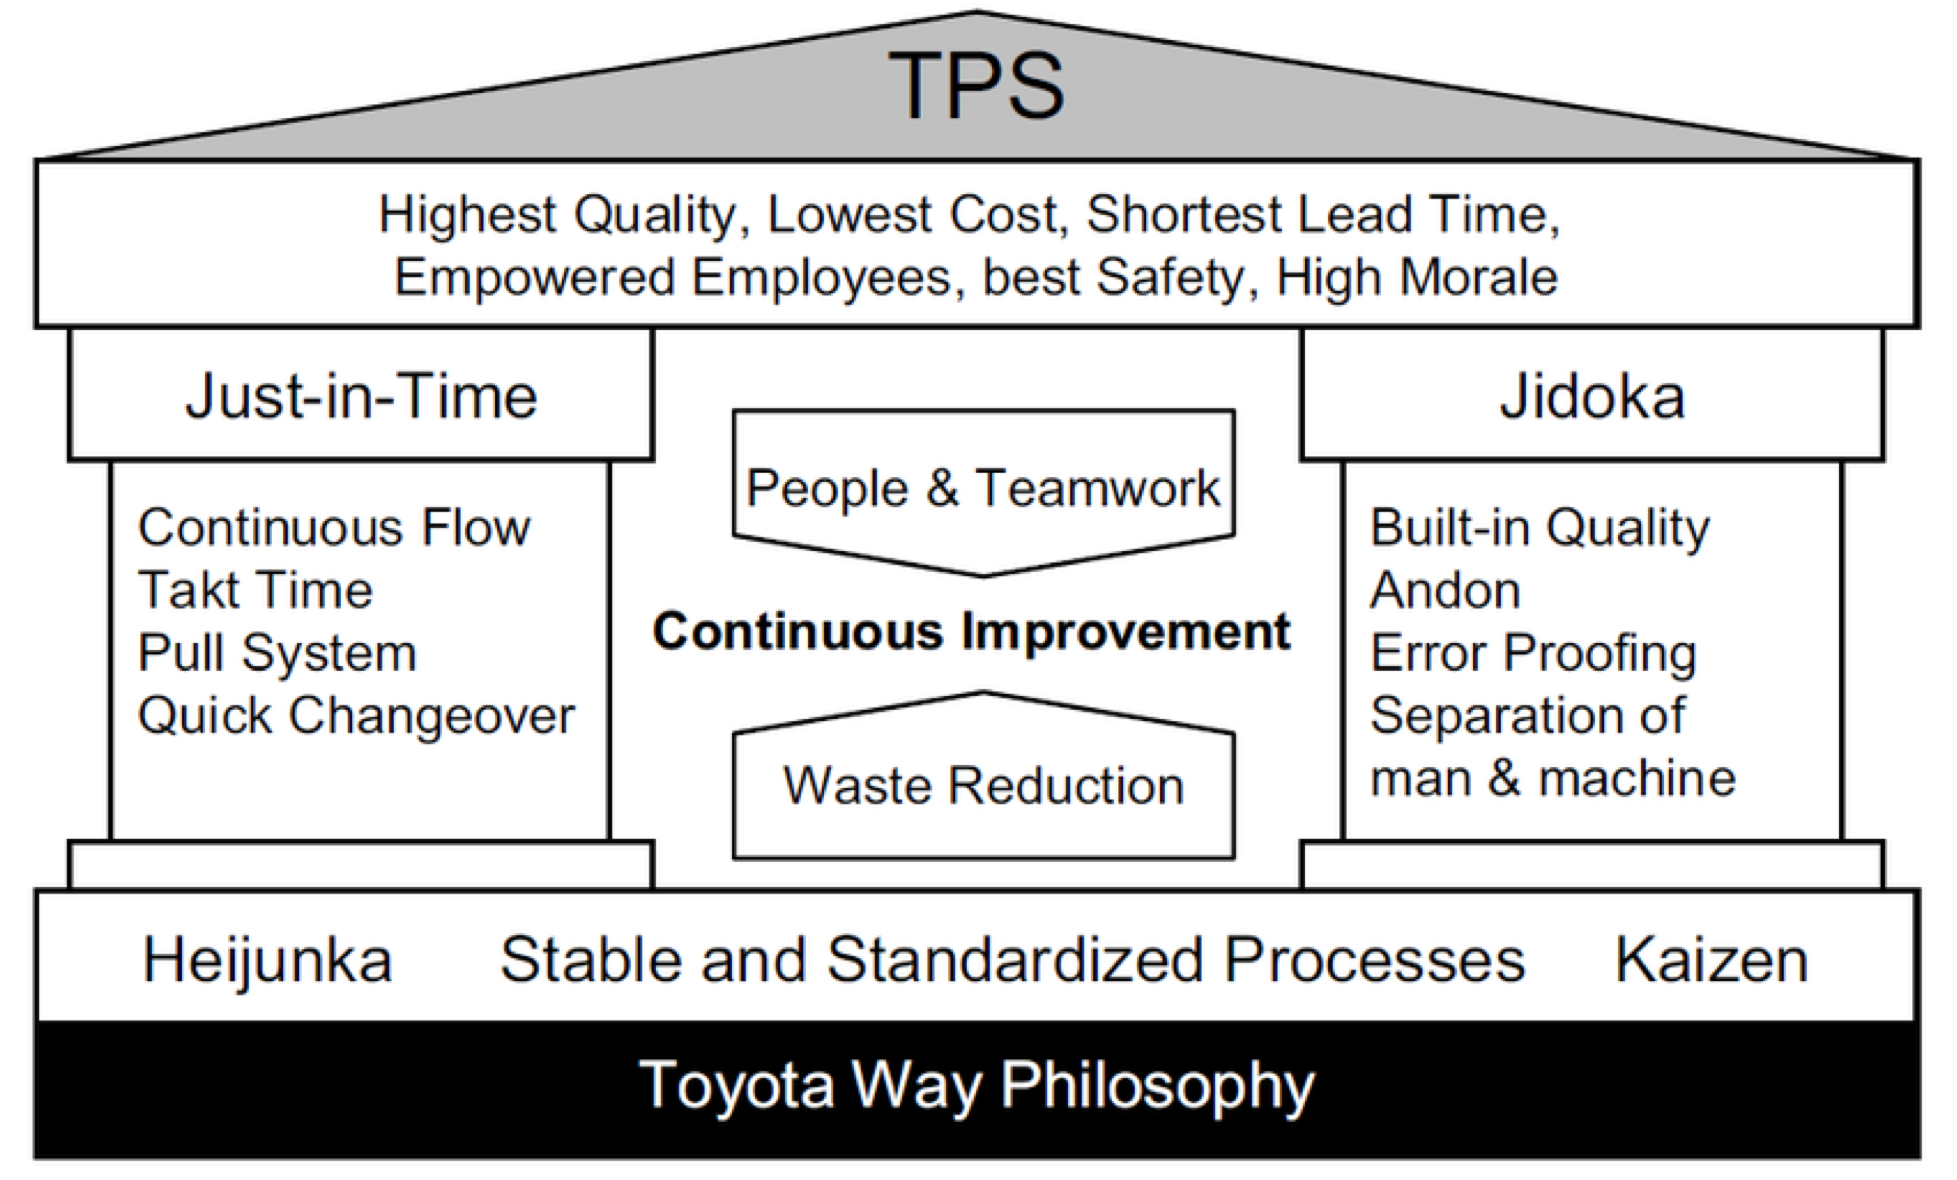 TPS
Highest Quality, Lowest Cost, Shortest Lead Time,
Empowered Employees, best Safety, High Morale
Just-in-Time
Continuous Flow
Takt Time
Pull System
Quick Changeover
People & Teamwork
Continuous Improvement
Waste Reduction
Jidoka
Built-in Quality
Andon
Error Proofing
Separation of
man & machine
Heijunka
Stable and Standardized Processes
Kaizen
Toyota Way Philosophy